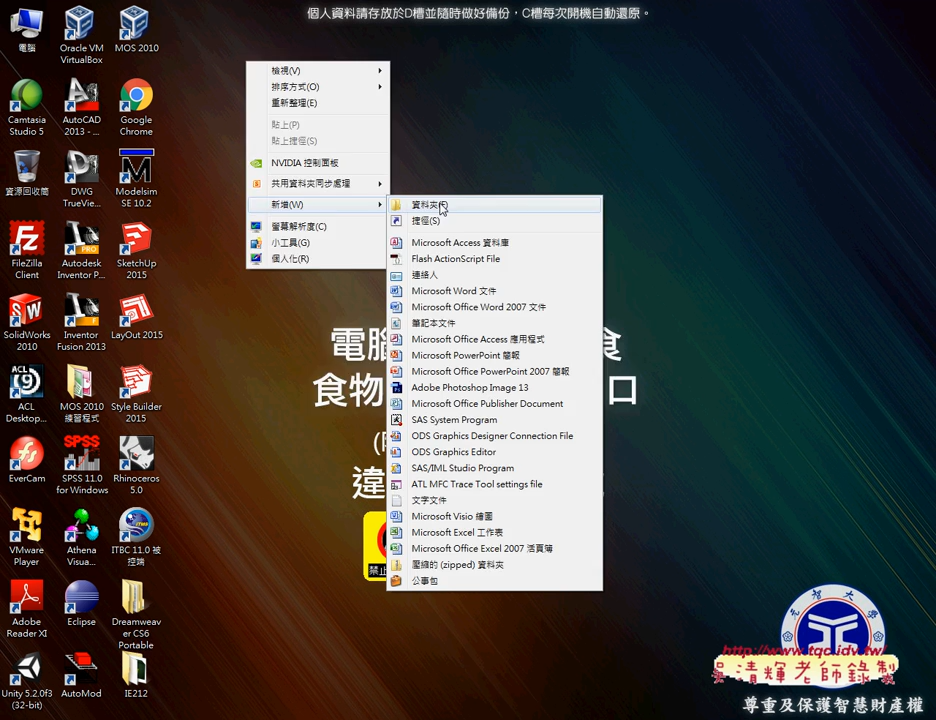 個人資料請存放於D槽並隨時做好備份，C槽每次開機自動還原。
電腦
Oracle VM
VirtualBox
MOS 2010
Camtasia
Studio 5
AutoCAD
2013 - ...
Google
Chrome
資源回收筒
DWG
TrueVie...
Modelsim
SE 10.2
FileZilla
Client
Autodesk
Inventor P...
SketchUp
2015
SolidWorks
2010
Inventor
Fusion 2013
LayOut 2015
ACL
Desktop...
MOS 2010
練習程式
Style Builder
2015
EverCam
SPSS 11.0
for Windows
Rhinoceros
5.0
VMware
Player
Athena
Visua...
ITBC 11.0 被
控端
Adobe
Reader XI
Eclipse
Dreamweav
er CS6
Portable
Unity 5.2.0f3
(32-bit)
AutoMod
IE212
檢視(V)
排序方式(O)
重新整理(E)
貼上(P)
貼上捷徑(S)
NVIDIA 控制面板
共用資料夾同步處理
新增(W)
螢幕解析度(C)
小工具(G)
個人化(R)
資料夾(F)
捷徑(S)
Microsoft Access 資料庫
Flash ActionScript File
連絡人
Microsoft Word 文件
Microsoft Office Word 2007 文件
筆記本文件
Microsoft Office Access 應用程式
Microsoft PowerPoint 簡報
Microsoft Office PowerPoint 2007 簡報
Adobe Photoshop Image 13
Microsoft Office Publisher Document
SAS System Program
ODS Graphics Designer Connection File
ODS Graphics Editor
SAS/IML Studio Program
ATL MFC Trace Tool settings file
文字文件
Microsoft Visio 繪圖
Microsoft Excel 工作表
Microsoft Office Excel 2007 活頁簿
壓縮的 (zipped) 資料夾
公事包
電腦
食
食物
口
違
禁止
元智大學
http://www.tqc.idv.tw/
吳清輝老師錄製
尊重及保護智慧財產權